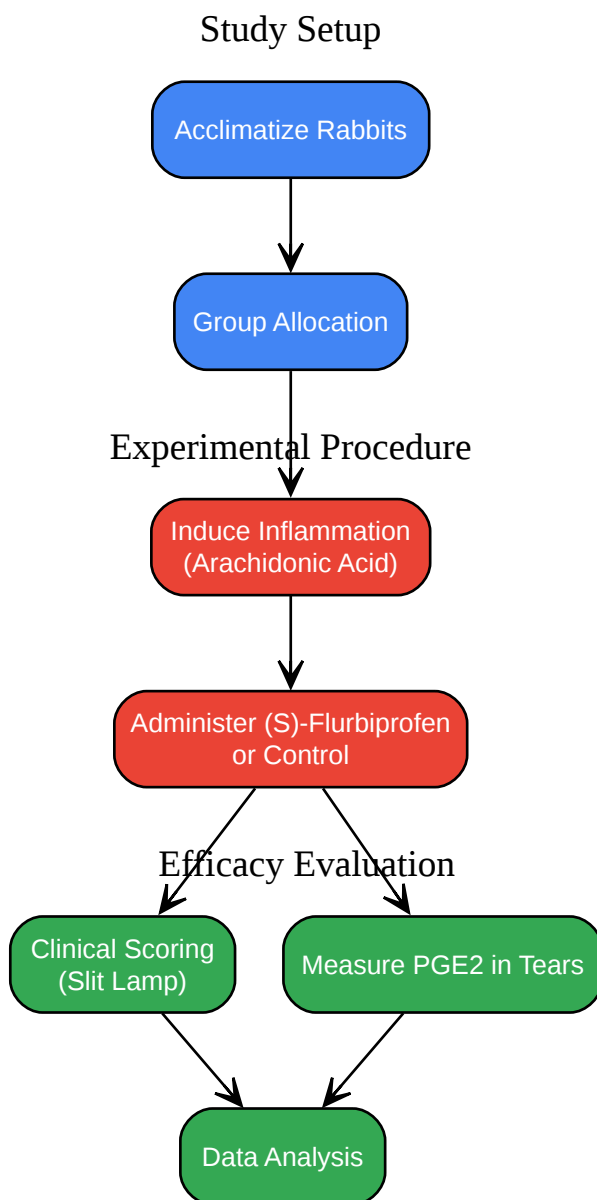 Study Setup
Acclimatize Rabbits
Group Allocation
Experimental Procedure
Induce Inflammation
(Arachidonic Acid)
Administer (S)-Flurbiprofen
or Control
Efficacy Evaluation
Clinical Scoring
(Slit Lamp)
Measure PGE2 in Tears
Data Analysis